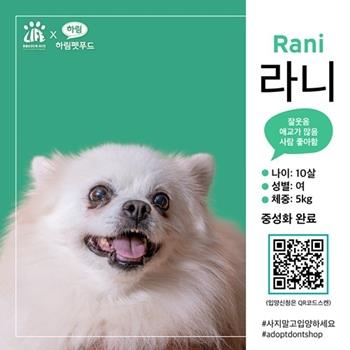 LIFE
X
하림
하림펫푸드
Rani
라니
잘웃음
애교가 많음
사람 좋아함
● 나이: 10살
● 성별: 여
● 체중: 5kg
중성화 완료
(입양신청은 QR코드스캔)
#사지말고입양하세요
#adoptdontshop